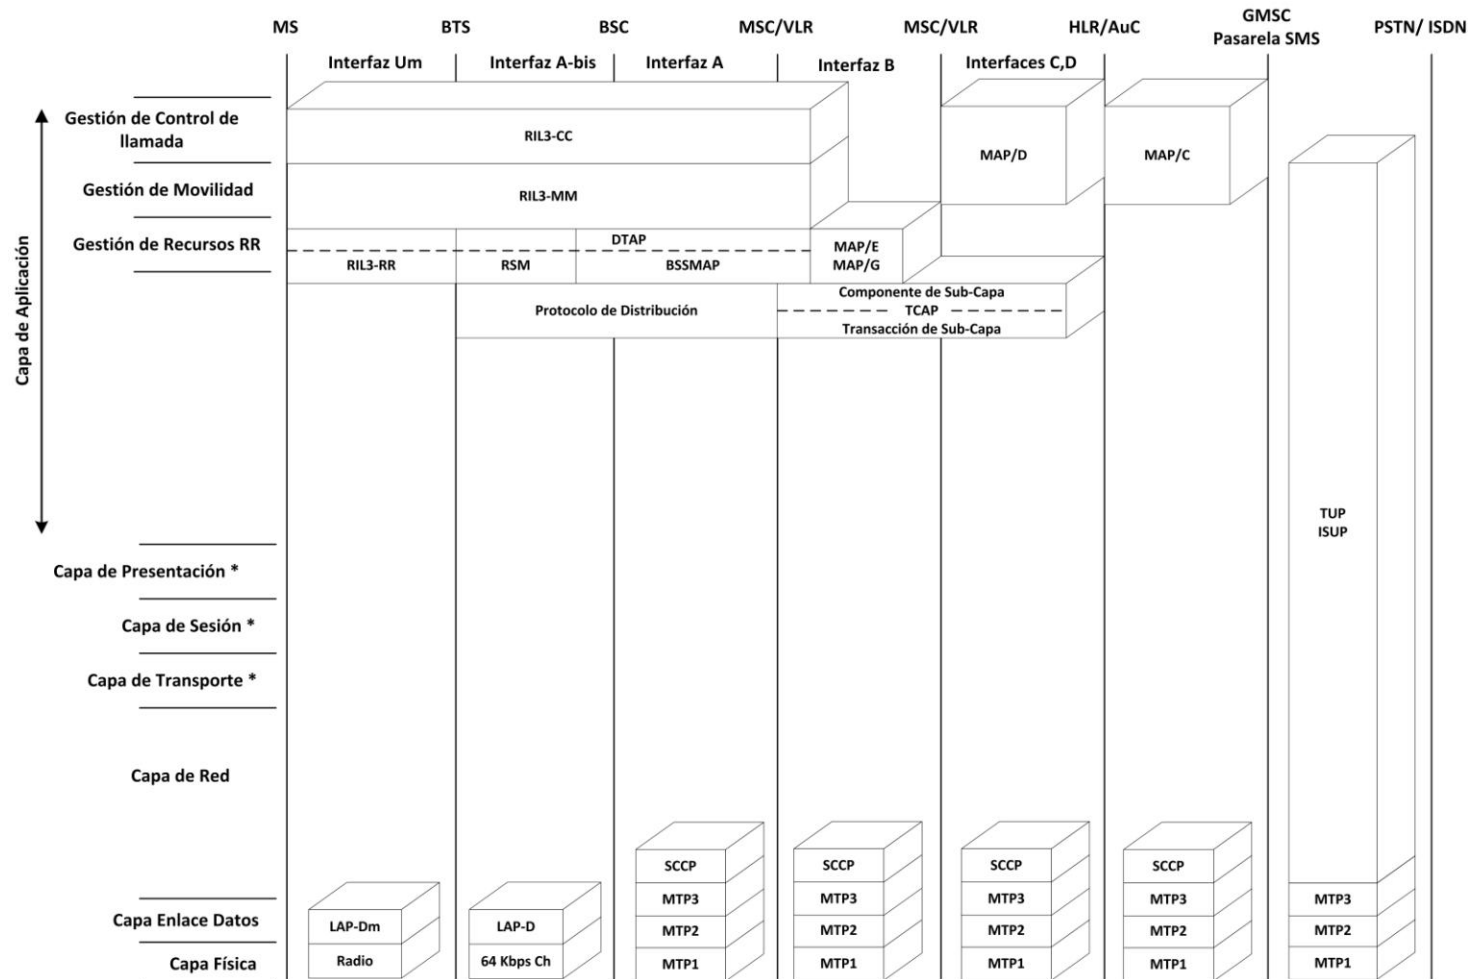 MS
BTS
BSC
MSC/VLR
MSC/VLR
HLR/AuC
GMSC
Pasarela SMS
PSTN/ ISDN
Interfaz Um
Interfaz A-bis
Interfaz A
Interfaz B
Interfaces C,D
Capa de Aplicación
Gestión de Control de
llamada
Gestión de Movilidad
Gestión de Recursos RR
RIL3-CC
RIL3-MM
DTAP
RIL3-RR
RSM
BSSMAP
MAP/E
MAP/G
MAP/D
MAP/C
Protocolo de Distribución
Componente de Sub-Capa
TCAP
Transacción de Sub-Capa
TUP
ISUP
Capa de Presentación *
Capa de Sesión *
Capa de Transporte *
Capa de Red
Capa Enlace Datos
Capa Física
LAP-Dm
Radio
LAP-D
64 Kbps Ch
SCCP
MTP3
MTP2
MTP1
SCCP
MTP3
MTP2
MTP1
SCCP
MTP3
MTP2
MTP1
SCCP
MTP3
MTP2
MTP1
MTP3
MTP2
MTP1